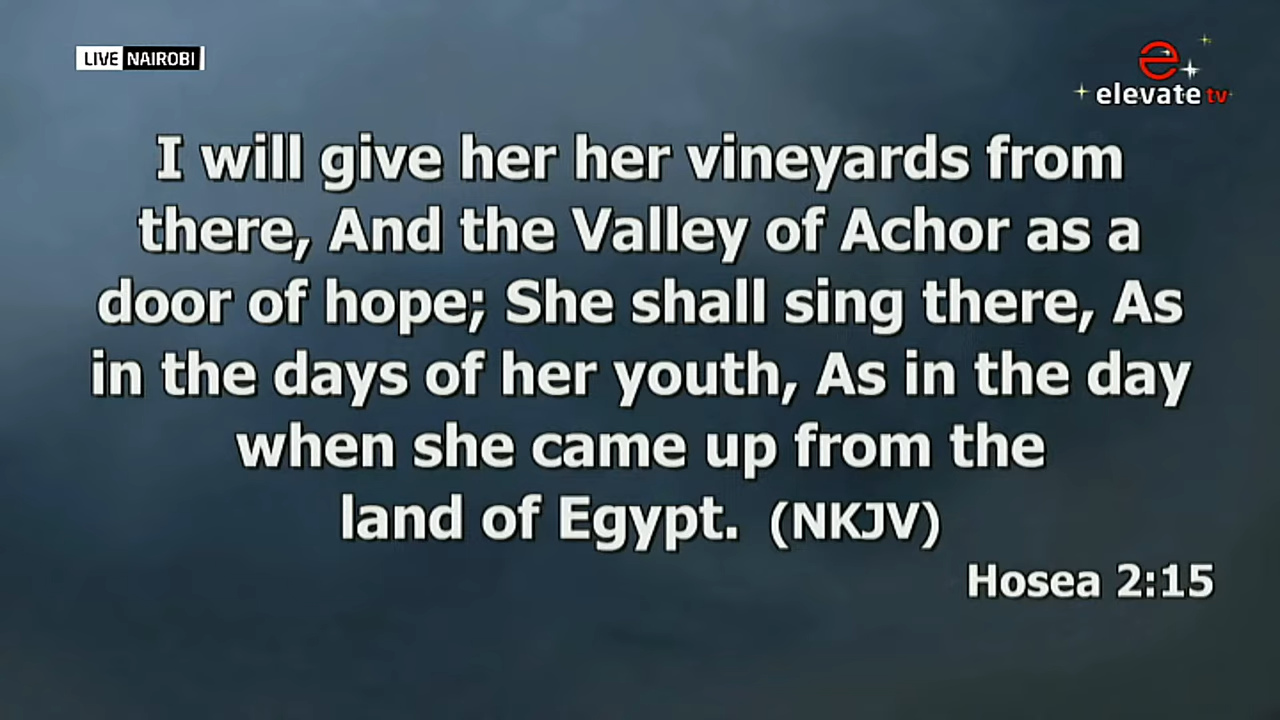 LIVE NAIROBI
e
elevate tv
I will give her her vineyards from
there, And the Valley of Achor as a
door of hope; She shall sing there, As
in the days of her youth, As in the day
when she came up from the
land of Egypt. (NKJV)
Hosea 2:15